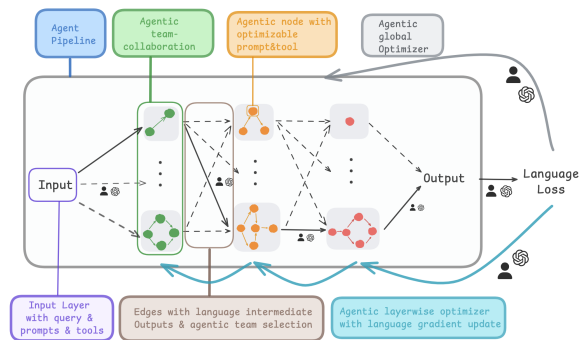 Agent
Pipeline
Agentic
team-
collaboration
Agentic node with
optimizable
prompt&tool
Agentic
global
Optimizer
Input
Output
Language
Loss
Input Layer
with query &
prompts & tools
Edges with language intermediate
Outputs & agentic team selection
Agentic layerwise optimizer
with language gradient update